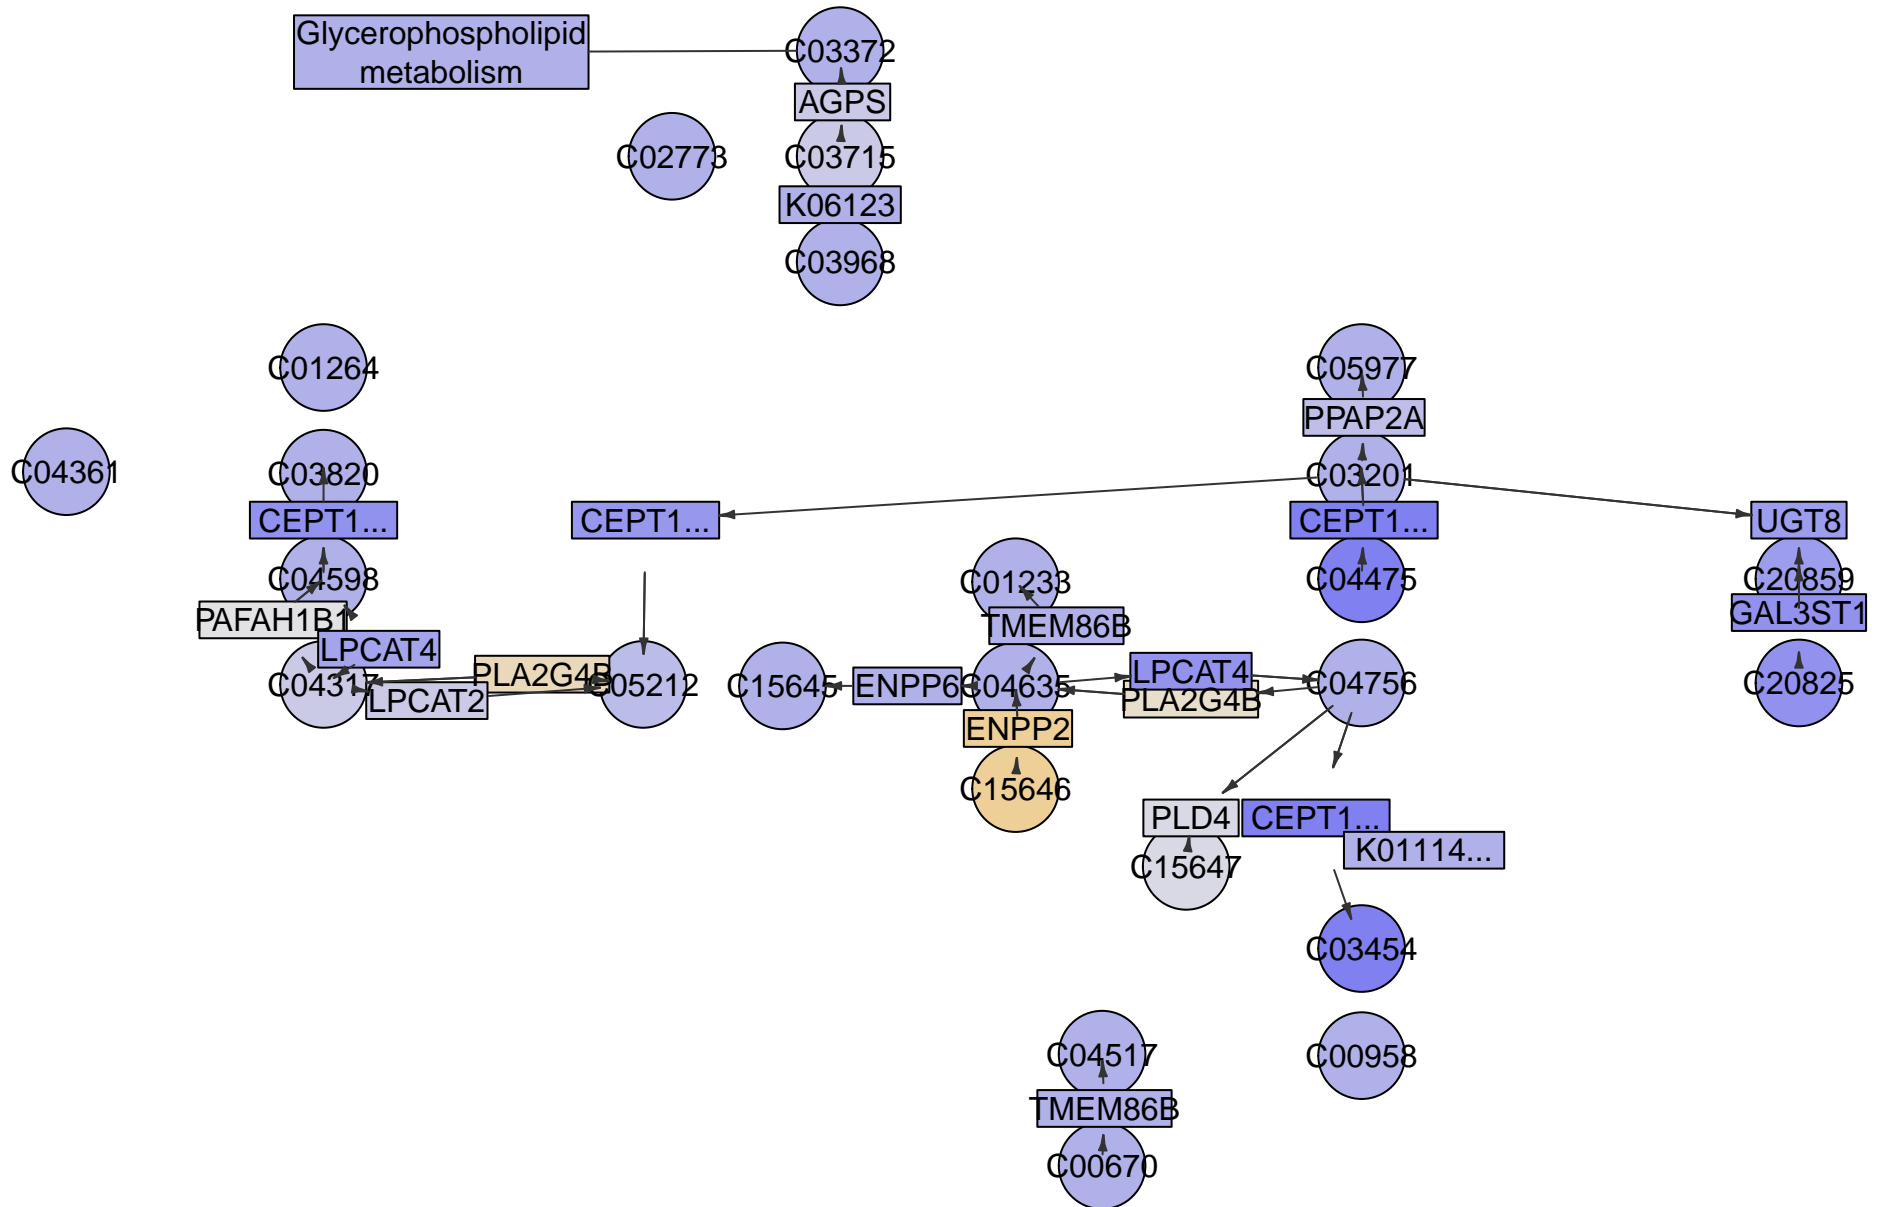 Glycerophospholipid
metabolism
C03372
AGPS
C02773
C03715
K06123
C03968
C01264
C05977
PPAP2A
C04361
C03820
C03201
CEPT1...
CEPT1...
CEPT1...
UGT8
C04598
C01233
C04475
C20859
PAFAH1B1
TMEM86B
GAL3ST1
LPCAT4
C04317
PLA2G4B
LPCAT2
C05212
C15645
ENPP6
C04635
LPCAT4
PLA2G4B
C04756
C20825
ENPP2
C15646
PLD4
CEPT1...
K01114...
C15647
C03454
C04517
C00958
TMEM86B
C00670